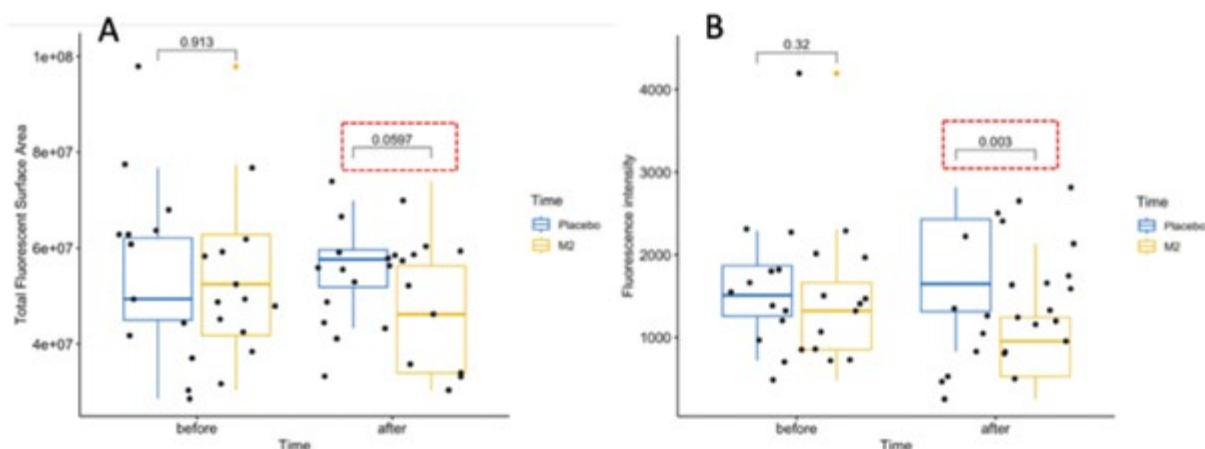 A
0.913
1e+08
8e+07
6e+07
4e+07
Total Fluorescent Surface Area
0.0597
Time
Placebo
M2
before
after
Time
B
0.32
4000
3000
2000
1000
Fluorescence intensity
0.003
Time
Placebo
M2
before
after
Time